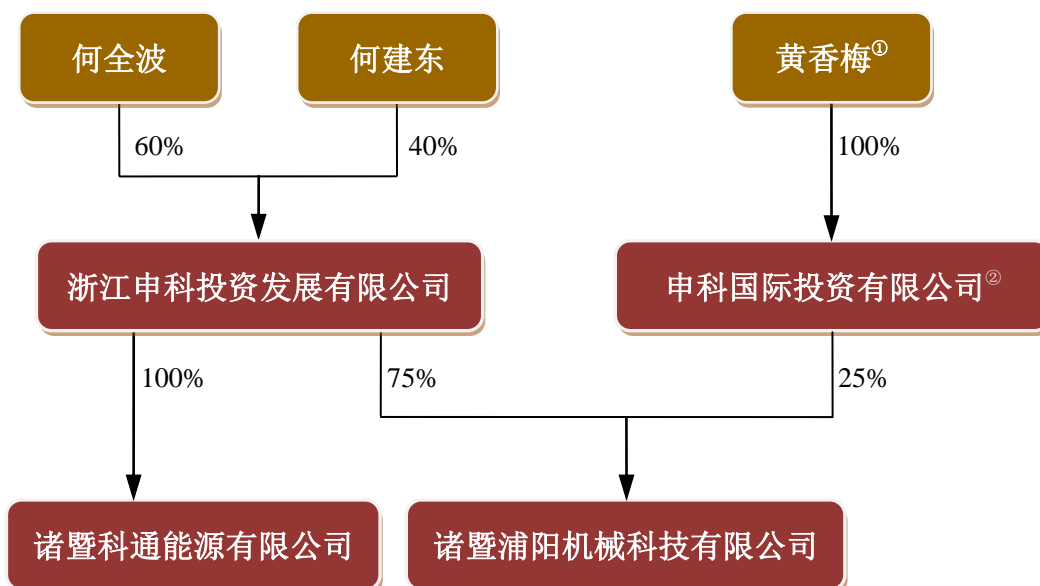 何全波
何建东
黄香梅①
60%
40%
100%
浙江申科投资发展有限公司
申科国际投资有限公司②
100%
75%
25%
诸暨科通能源有限公司
诸暨浦阳机械科技有限公司